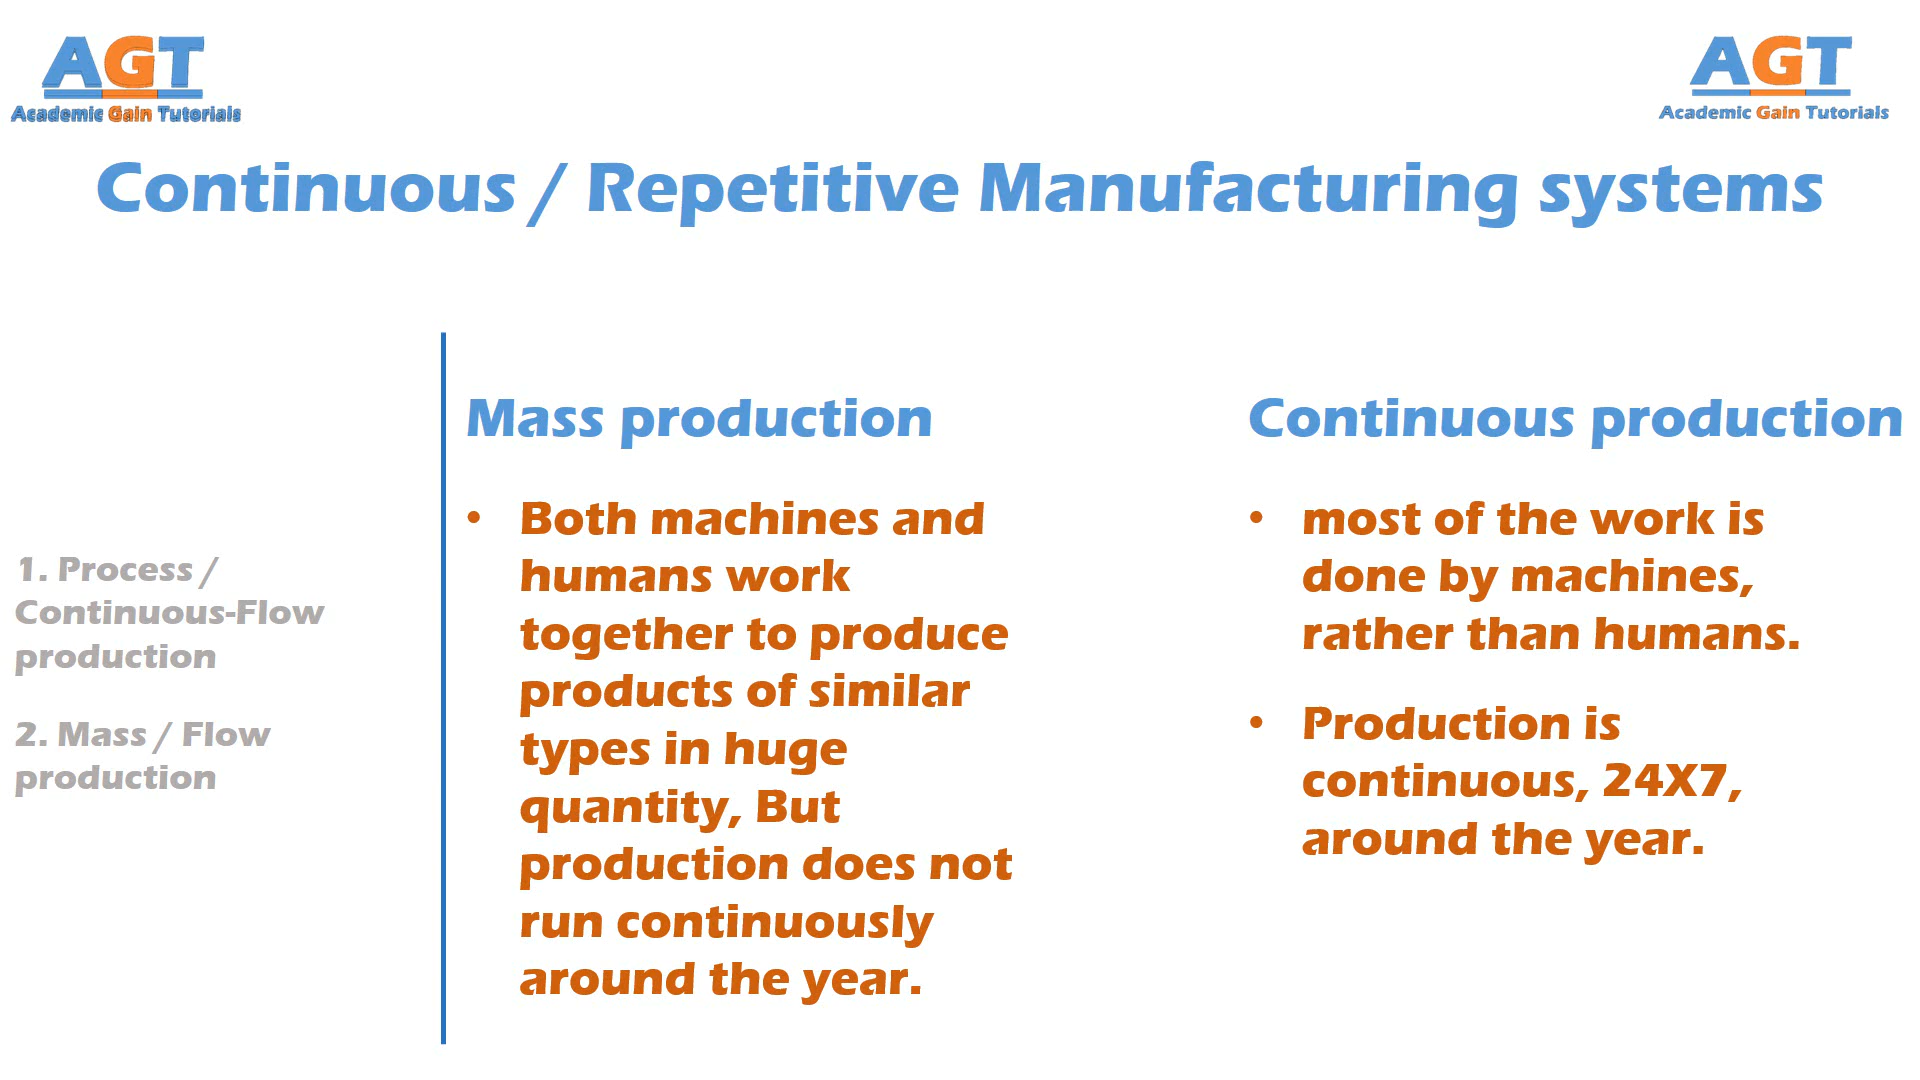 AGT
Academic Gain Tutorials
AGT
Academic Gain Tutorials
Continuous / Repetitive Manufacturing systems
1. Process /
Continuous-Flow
production
2. Mass / Flow
production
Mass production
• Both machines and
humans work
together to produce
products of similar
types in huge
quantity, But
production does not
run continuously
around the year.
Continuous production
• most of the work is
done by machines,
rather than humans.
• Production is
continuous, 24X7,
around the year.